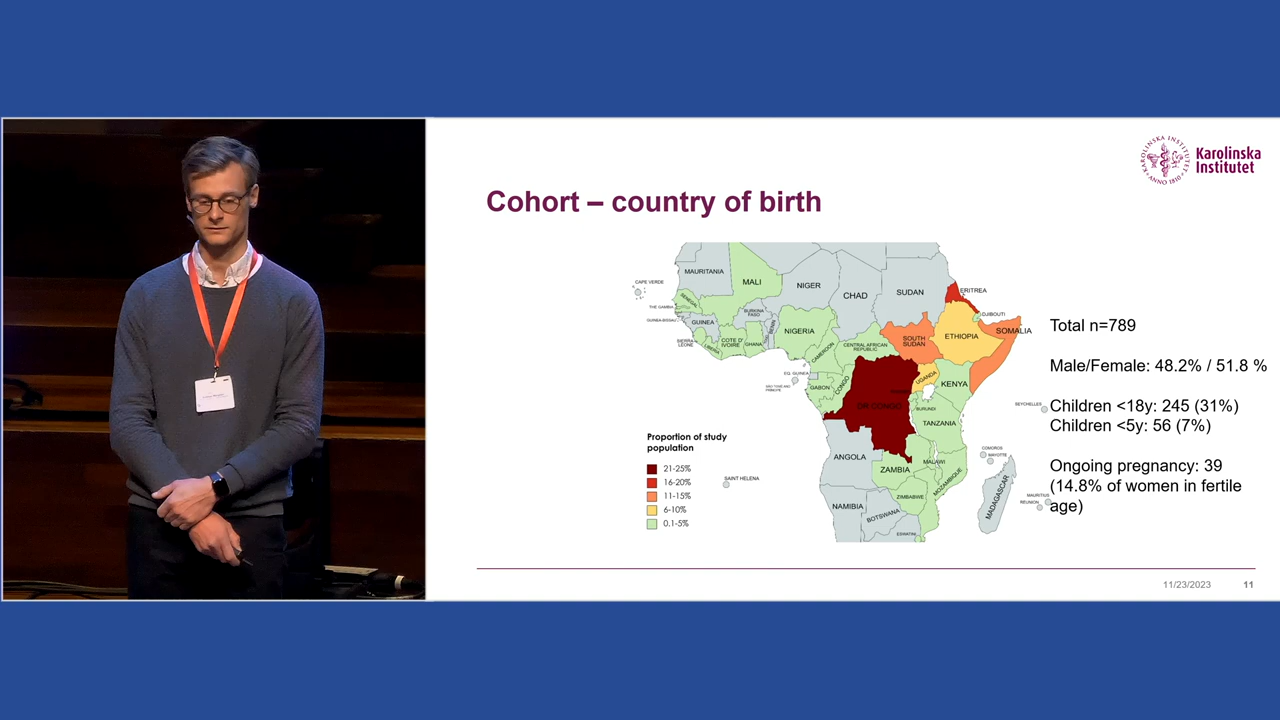 Karolinska
Institutet
Cohort – country of birth
MAURITANIA
MALI
NIGER
CHAD
SUDAN
ERITREA
CAPE VERDE
SENEGAL
THE GAMBIA
GUINEA-BISSAU
GUINEA
SIERRA
LEONE
LIBERIA
COTE D'
IVOIRE
BURKINA
FASO
GHANA
BENIN
NIGERIA
CAMEROON
CENTRAL AFRICAN
REPUBLIC
SOUTH
SUDAN
ETHIOPIA
DJIBOUTI
SOMALIA
EQ. GUINEA
SAO TOME AND
PRINCIPE
GABON
CONGO
DR CONGO
UGANDA
KENYA
BURUNDI
TANZANIA
SEYCHELLES
COMOROS
MAYOTTE
ANGOLA
ZAMBIA
MALAWI
MOZAMBIQUE
ZIMBABWE
NAMIBIA
BOTSWANA
ESWATINI
MADAGASCAR
MAURITIUS
REUNION
SAINT HELENA
Proportion of study
population
21-25%
16-20%
11-15%
6-10%
0.1-5%
Total n=789
Male/Female: 48.2% / 51.8 %
Children <18y: 245 (31%)
Children <5y: 56 (7%)
Ongoing pregnancy: 39
(14.8% of women in fertile
age)
11/23/2023
11